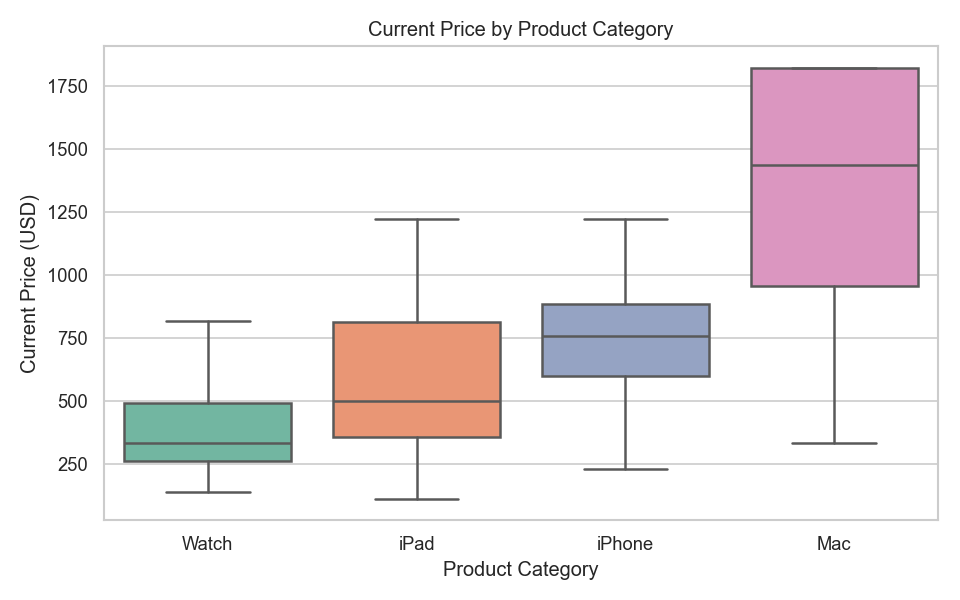 Current Price by Product Category
Current Price (USD)
1750
1500
1250
1000
750
500
250
Watch
iPad
iPhone
Mac
Product Category